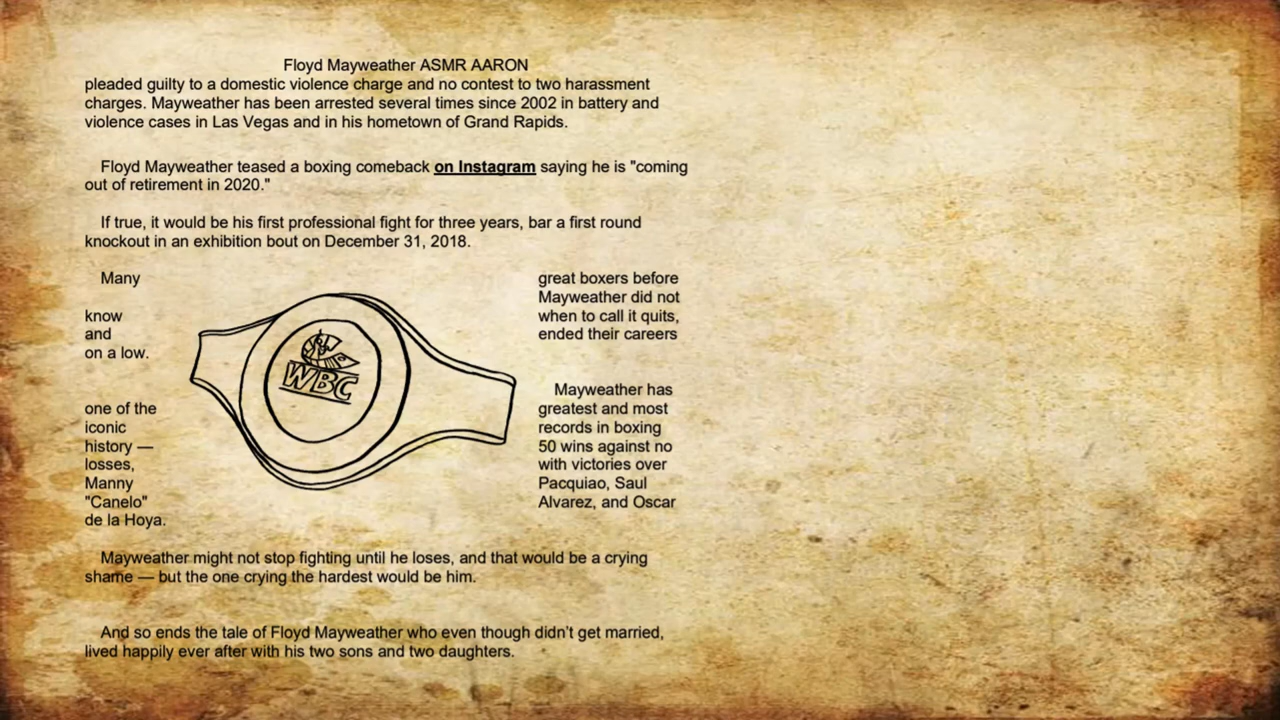 Floyd Mayweather ASMR AARON
pleaded guilty to a domestic violence charge and no contest to two harassment
charges. Mayweather has been arrested several times since 2002 in battery and
violence cases in Las Vegas and in his hometown of Grand Rapids.
Floyd Mayweather teased a boxing comeback on Instagram saying he is "coming
out of retirement in 2020."
If true, it would be his first professional fight for three years, bar a first round
knockout in an exhibition bout on December 31, 2018.
Many great boxers before
Mayweather did not
know when to call it quits,
and ended their careers
on a low.
WBC
Mayweather has
one of the greatest and most
iconic records in boxing
history — 50 wins against no
losses, with victories over
Manny Pacquiao, Saul
"Canelo" Alvarez, and Oscar
de la Hoya.
Mayweather might not stop fighting until he loses, and that would be a crying
shame — but the one crying the hardest would be him.
And so ends the tale of Floyd Mayweather who even though didn't get married,
lived happily ever after with his two sons and two daughters.